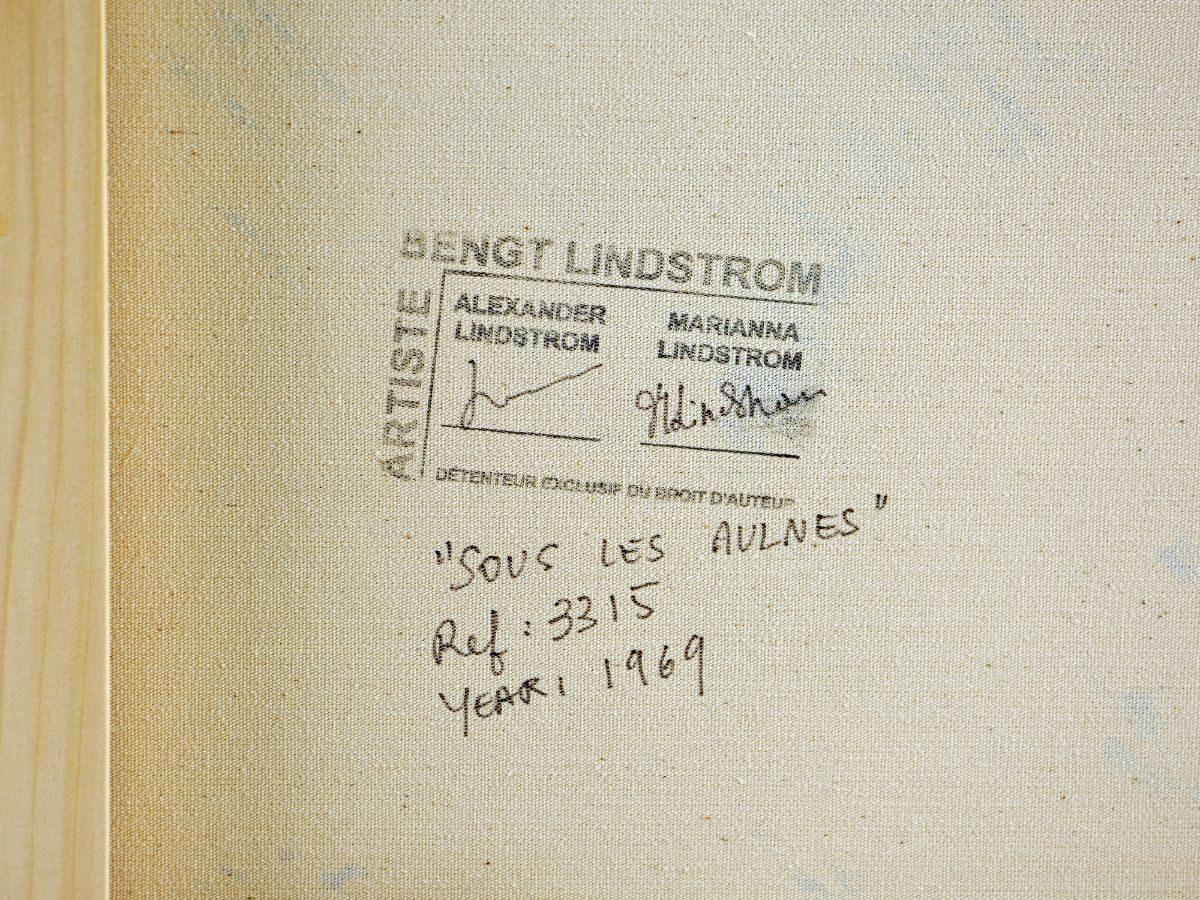 BENGT LINDSTROM
ARTISTE
ALEXANDER
LINDSTROM
MARIANNA
LINDSTROM
DÉTENTEUR EXCLUSIF DU DROIT D'AUTEUR
"SOUS LES AULNES"
Ref: 3315
YEAR: 1969